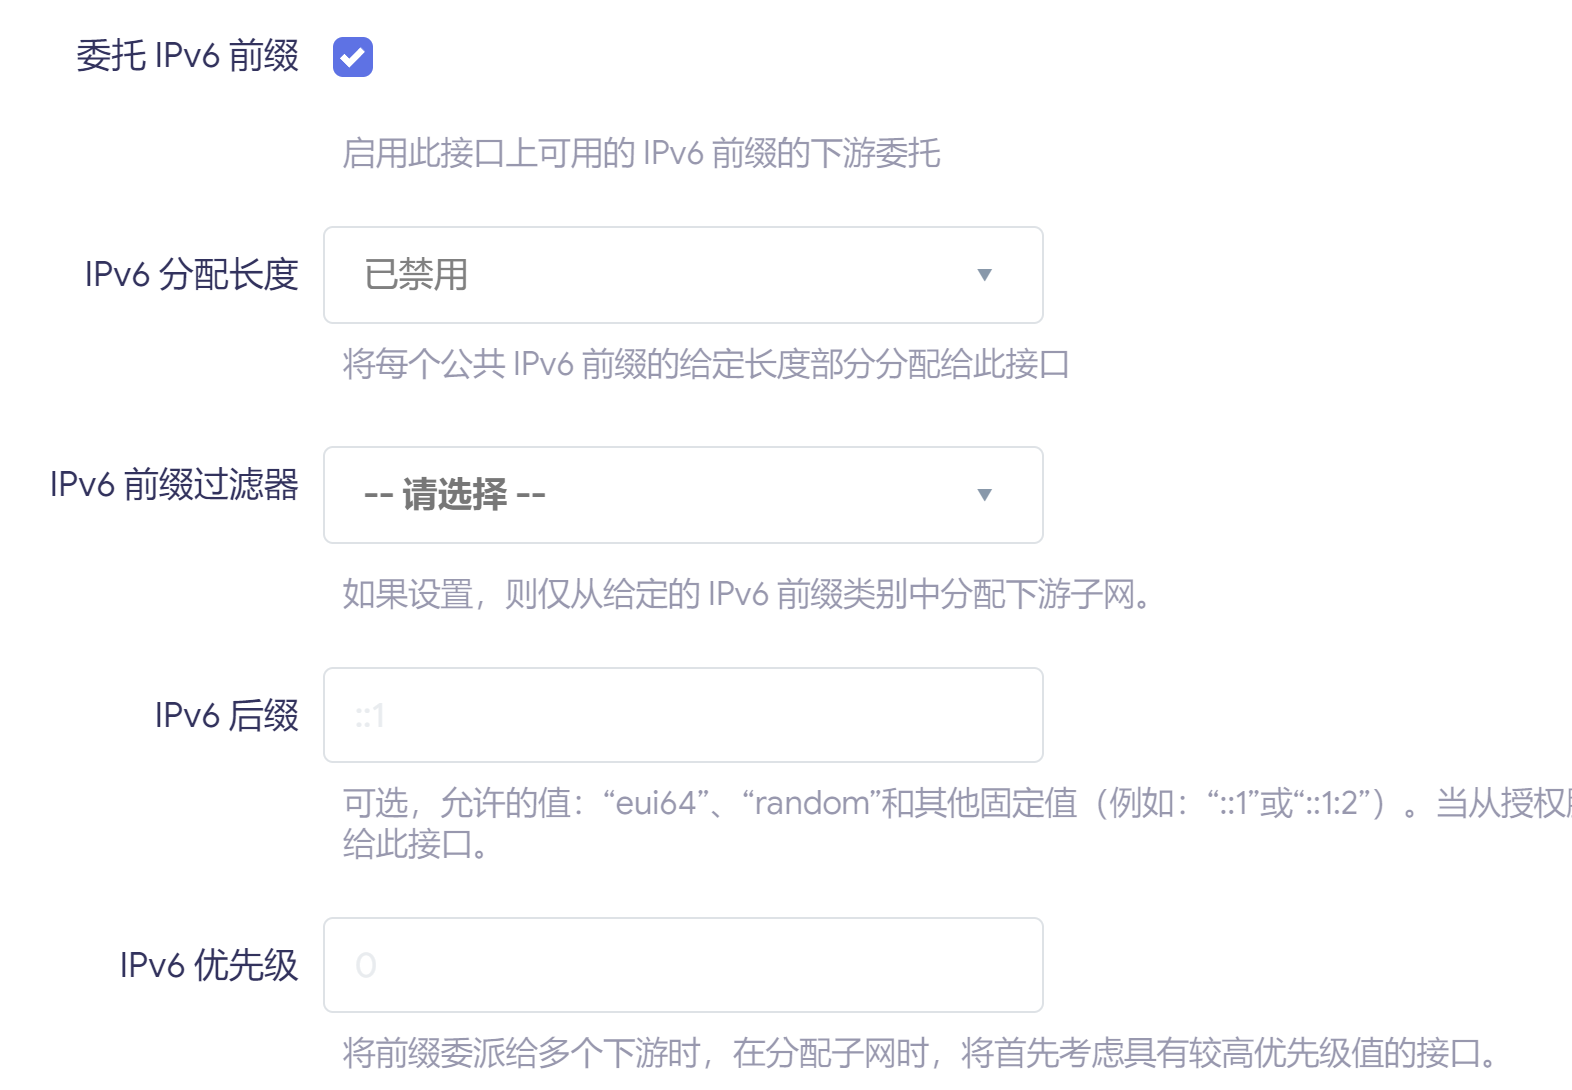 委托 IPv6 前缀
启用此接口上可用的 IPv6 前缀的下游委托
IPv6 分配长度
已禁用
将每个公共 IPv6 前缀的给定长度部分分配给此接口
IPv6 前缀过滤器
-- 请选择 --
如果设置，则仅从给定的 IPv6 前缀类别中分配下游子网。
IPv6 后缀
::1
可选，允许的值：“eui64”、“random”和其他固定值（例如：“::1”或“::1:2”）。当从授权
给此接口。
IPv6 优先级
0
将前缀委派给多个下游时，在分配子网时，将首先考虑具有较高优先级值的接口。